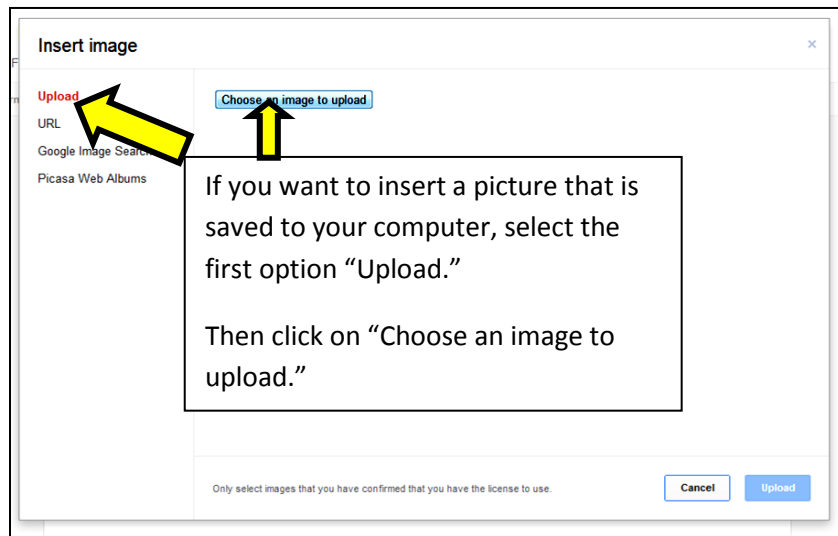 Insert image
×
F
Upload
Choose an image to upload
URL
Google Image Search
Picasa Web Albums
If you want to insert a picture that is
saved to your computer, select the
first option “Upload.”
Then click on “Choose an image to
upload.”
Only select images that you have confirmed that you have the license to use.
Cancel
Upload